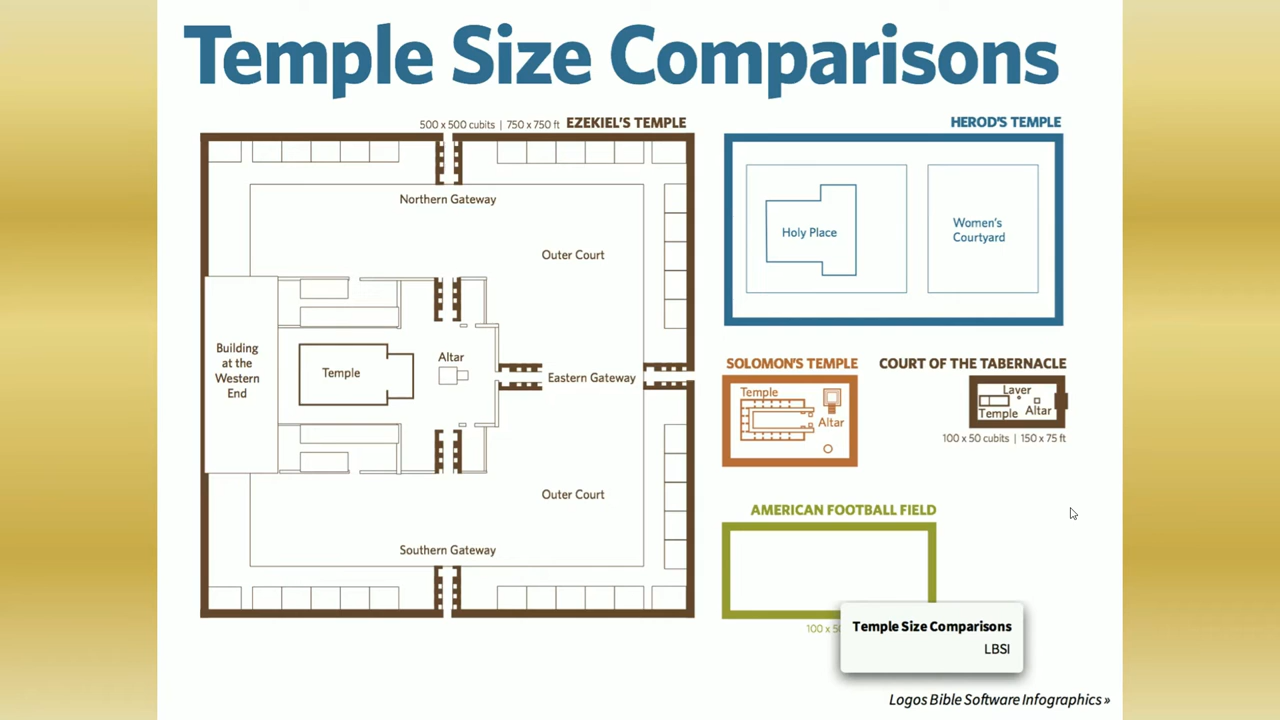 Temple Size Comparisons
500 x 500 cubits | 750 x 750 ft EZEKIEL'S TEMPLE
Northern Gateway
Outer Court
Building
at the
Western
End
Temple
Altar
Eastern Gateway
Outer Court
Southern Gateway
HEROD'S TEMPLE
Holy Place
Women's
Courtyard
SOLOMON'S TEMPLE
Temple
Altar
COURT OF THE TABERNACLE
Laver
Temple
Altar
100 x 50 cubits | 150 x 75 ft
AMERICAN FOOTBALL FIELD
100 x
Temple Size Comparisons
LBSI
Logos Bible Software Infographics »